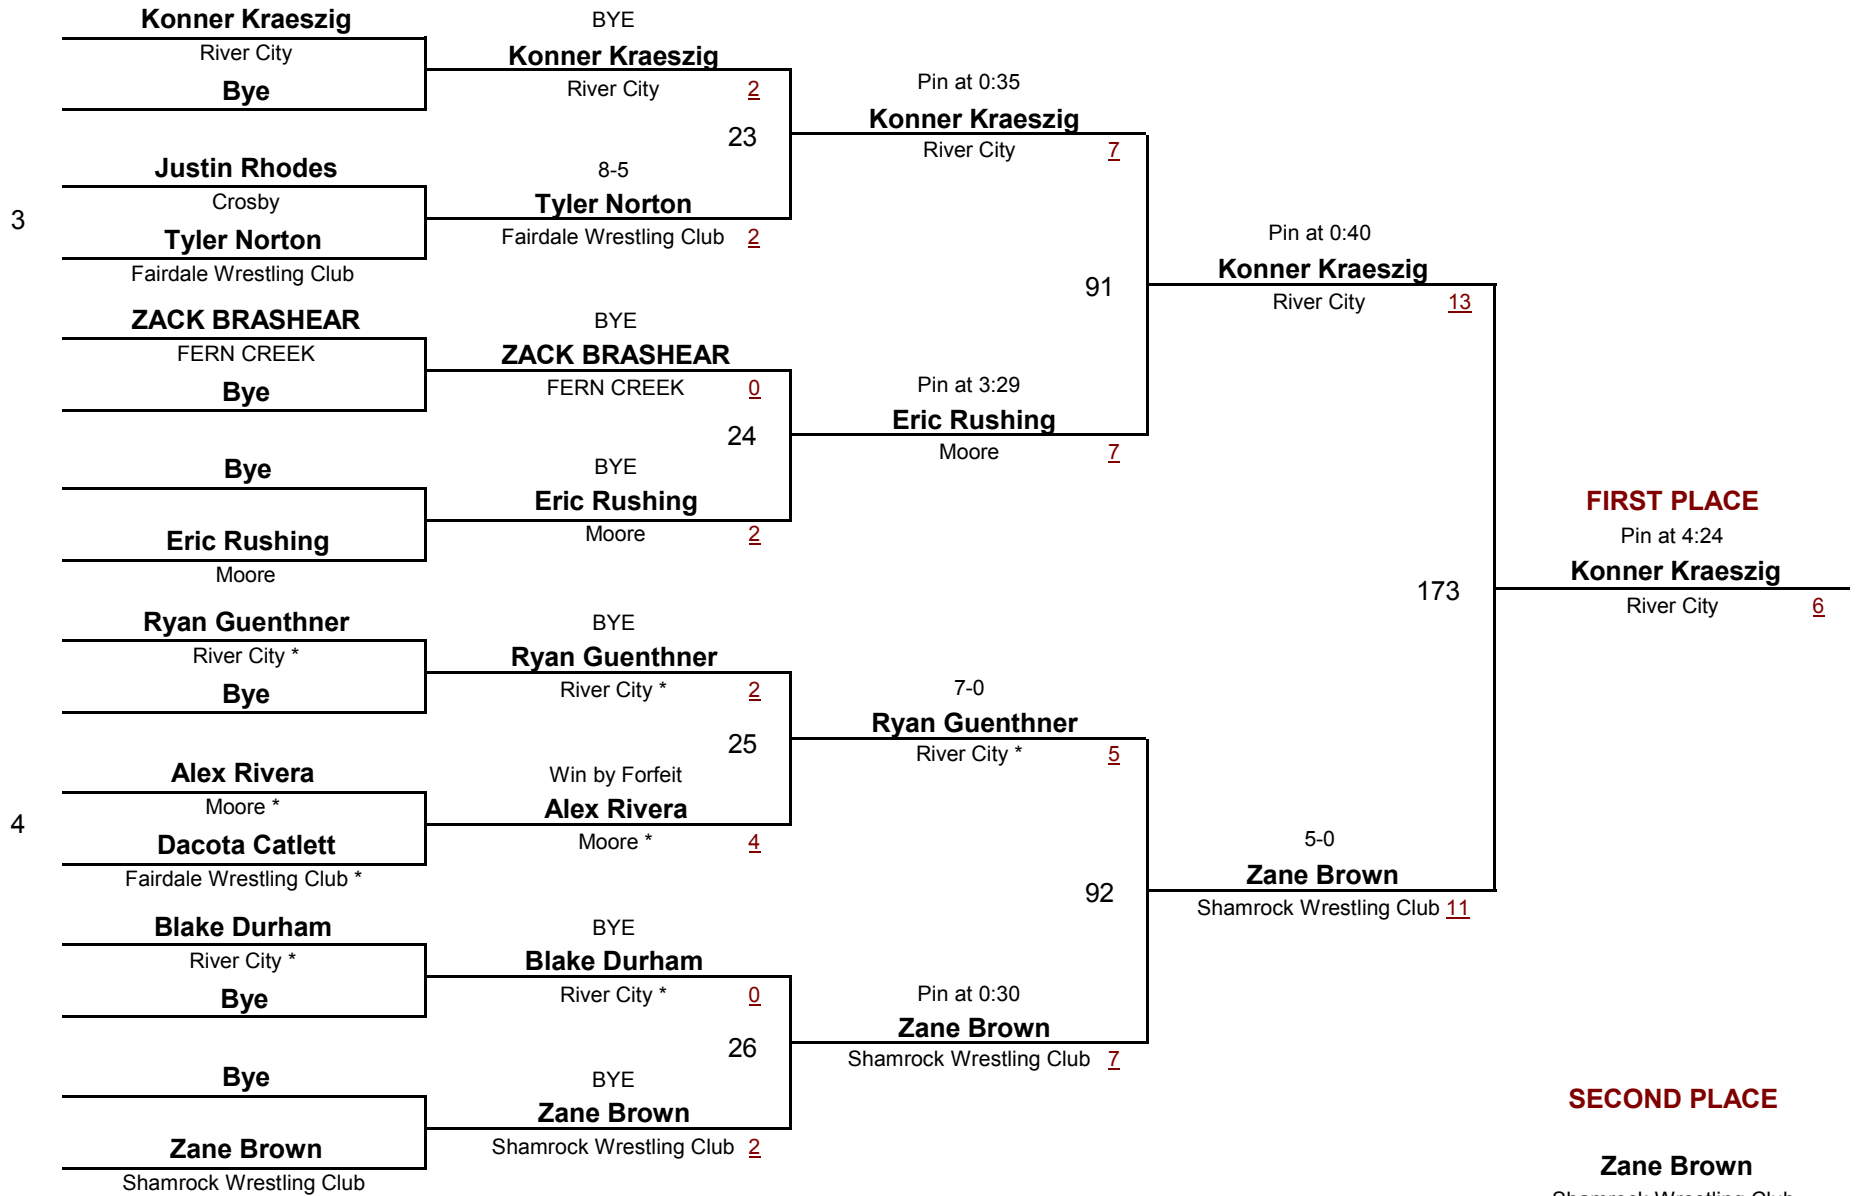 Konner Kraeszig
River City
Bye
3
Justin Rhodes
Crosby
Tyler Norton
Fairdale Wrestling Club
ZACK BRASHEAR
FERN CREEK
Bye
Bye
Eric Rushing
Moore
Ryan Guenthner
River City *
Bye
4
Alex Rivera
Moore *
Dacota Catlett
Fairdale Wrestling Club *
Blake Durham
River City *
Bye
Bye
Zane Brown
Shamrock Wrestling Club
BYE
Konner Kraeszig
River City 2
23
8-5
Tyler Norton
Fairdale Wrestling Club 2
BYE
ZACK BRASHEAR
FERN CREEK 0
24
BYE
Eric Rushing
Moore 2
BYE
Ryan Guenthner
River City * 2
25
Win by Forfeit
Alex Rivera
Moore * 4
BYE
Blake Durham
River City * 0
26
BYE
Zane Brown
Shamrock Wrestling Club 2
Pin at 0:35
Konner Kraeszig
River City 7
91
Pin at 3:29
Eric Rushing
Moore 7
7-0
Ryan Guenthner
River City * 5
92
Pin at 0:30
Zane Brown
Shamrock Wrestling Club 7
Pin at 0:40
Konner Kraeszig
River City 13
173
5-0
Zane Brown
Shamrock Wrestling Club 11
FIRST PLACE
Pin at 4:24
Konner Kraeszig
River City 6
SECOND PLACE
Zane Brown
Shamrock Wrestling Club